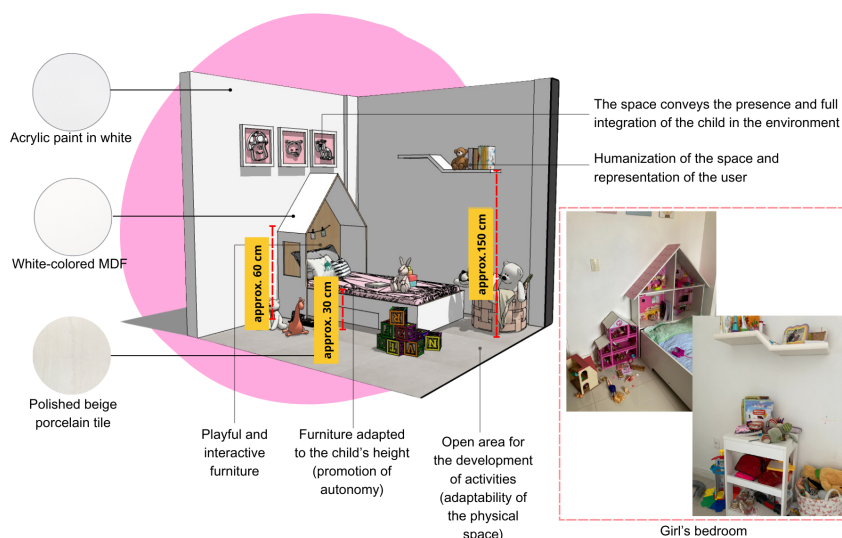 Acrylic paint in white
White-colored MDF
Polished beige
porcelain tile
approx. 60 cm
approx. 30 cm
approx.150 cm
The space conveys the presence and full
integration of the child in the environment
Humanization of the space and
representation of the user
Playful and
interactive
furniture
Furniture adapted
to the child's height
(promotion of
autonomy)
Open area for
the development
of activities
(adaptability of
the physical
space)
Girl's bedroom